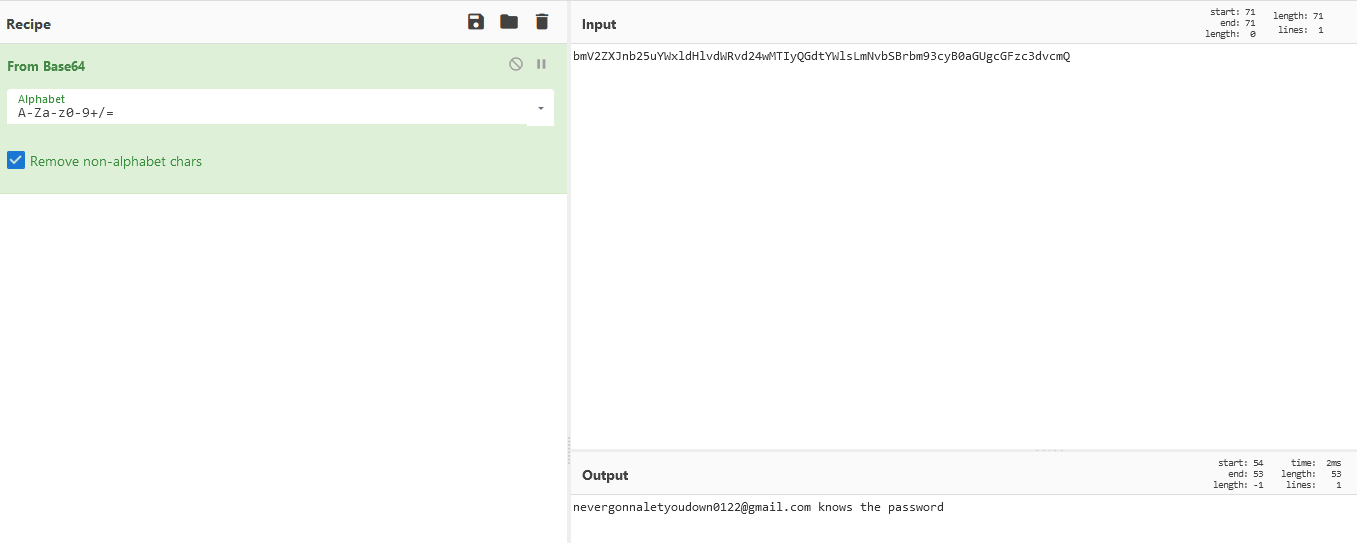 Recipe
From Base64
Alphabet
A-Za-z0-9+/=
Remove non-alphabet chars
Input
start: 71
end: 71
length: 0
length: 71
lines: 1
bmV2ZXJnb25uYWxldHlvdWRvd24wMTIyQGdtYWlsLmNvbSBrbm93cyB0aGUgcGFzc3dvcmQ
Output
start: 54
end: 53
length: -1
time: 2ms
length: 53
lines: 1
nevergonnaletyoudown0122@gmail.com knows the password